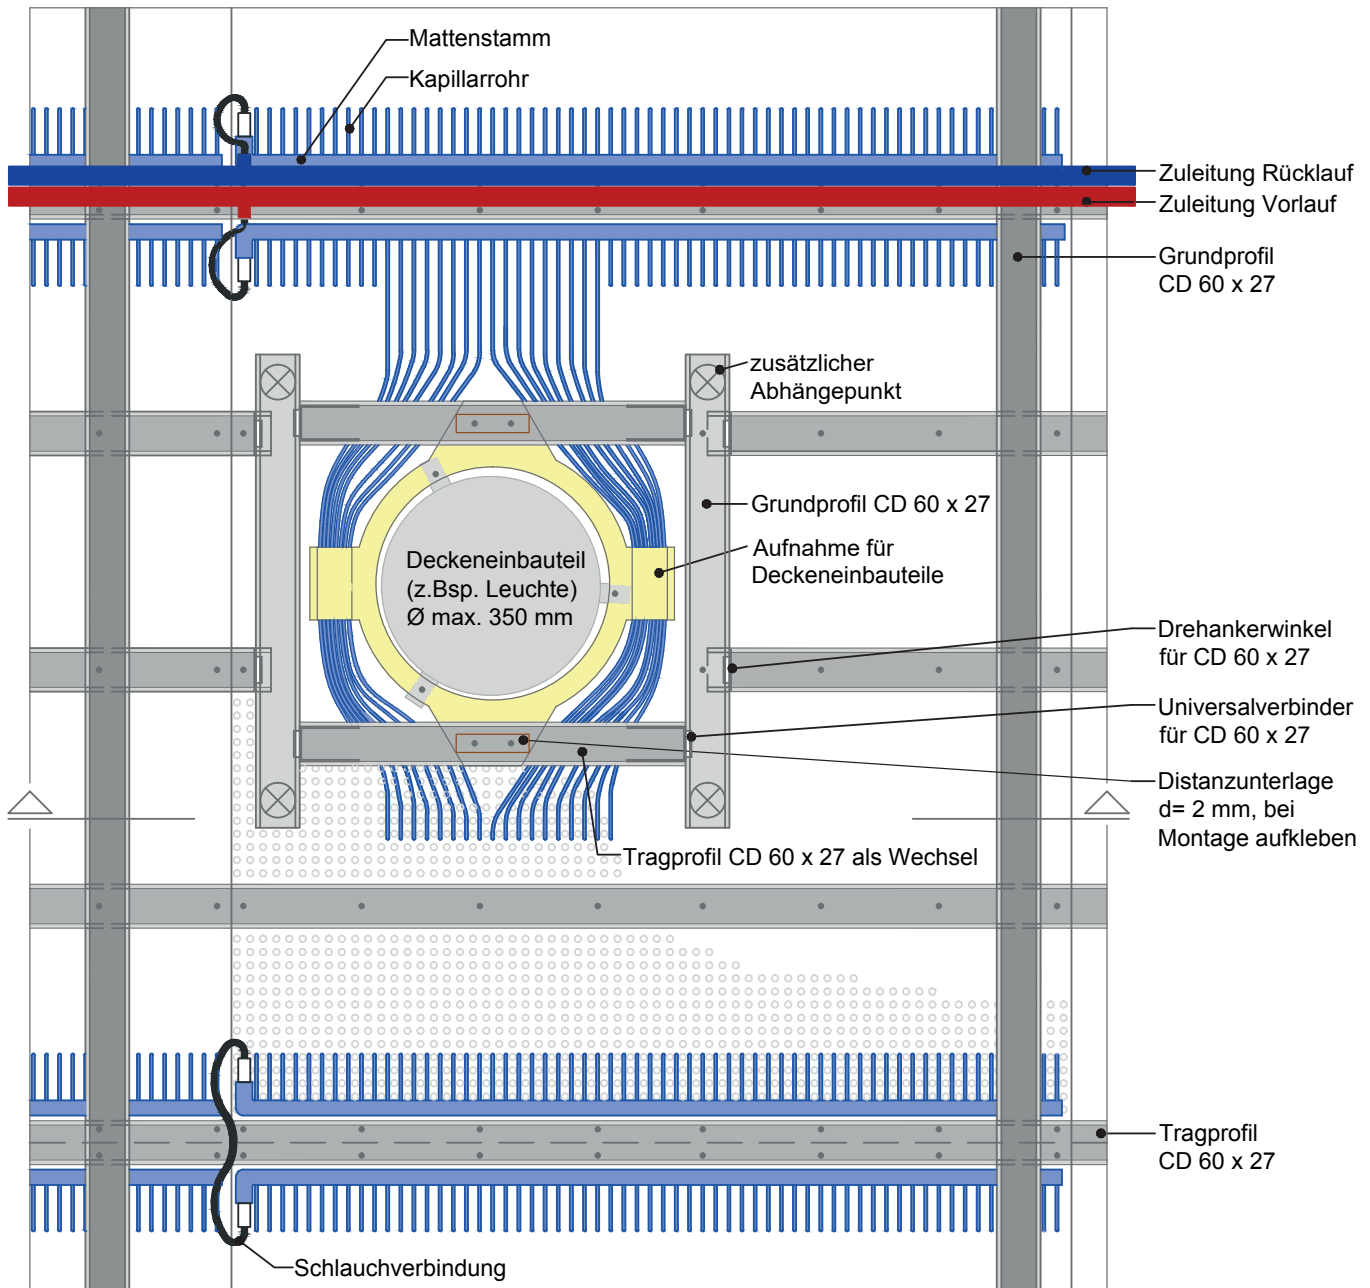 Mattenstamm
Kapillarrohr
Zuleitung Rücklauf
Zuleitung Vorlauf
Grundprofil
CD 60 x 27
zusätzlicher
Abhängepunkt
Grundprofil CD 60 x 27
Aufnahme für
Deckeneinbauteile
Deckeneinbauteil
(z.Bsp. Leuchte)
Ø max. 350 mm
Drehankerwinkel
für CD 60 x 27
Universalverbinder
für CD 60 x 27
Distanzunterlage
d= 2 mm, bei
Montage aufkleben
Tragprofil CD 60 x 27 als Wechsel
Tragprofil
CD 60 x 27
Schlauchverbindung